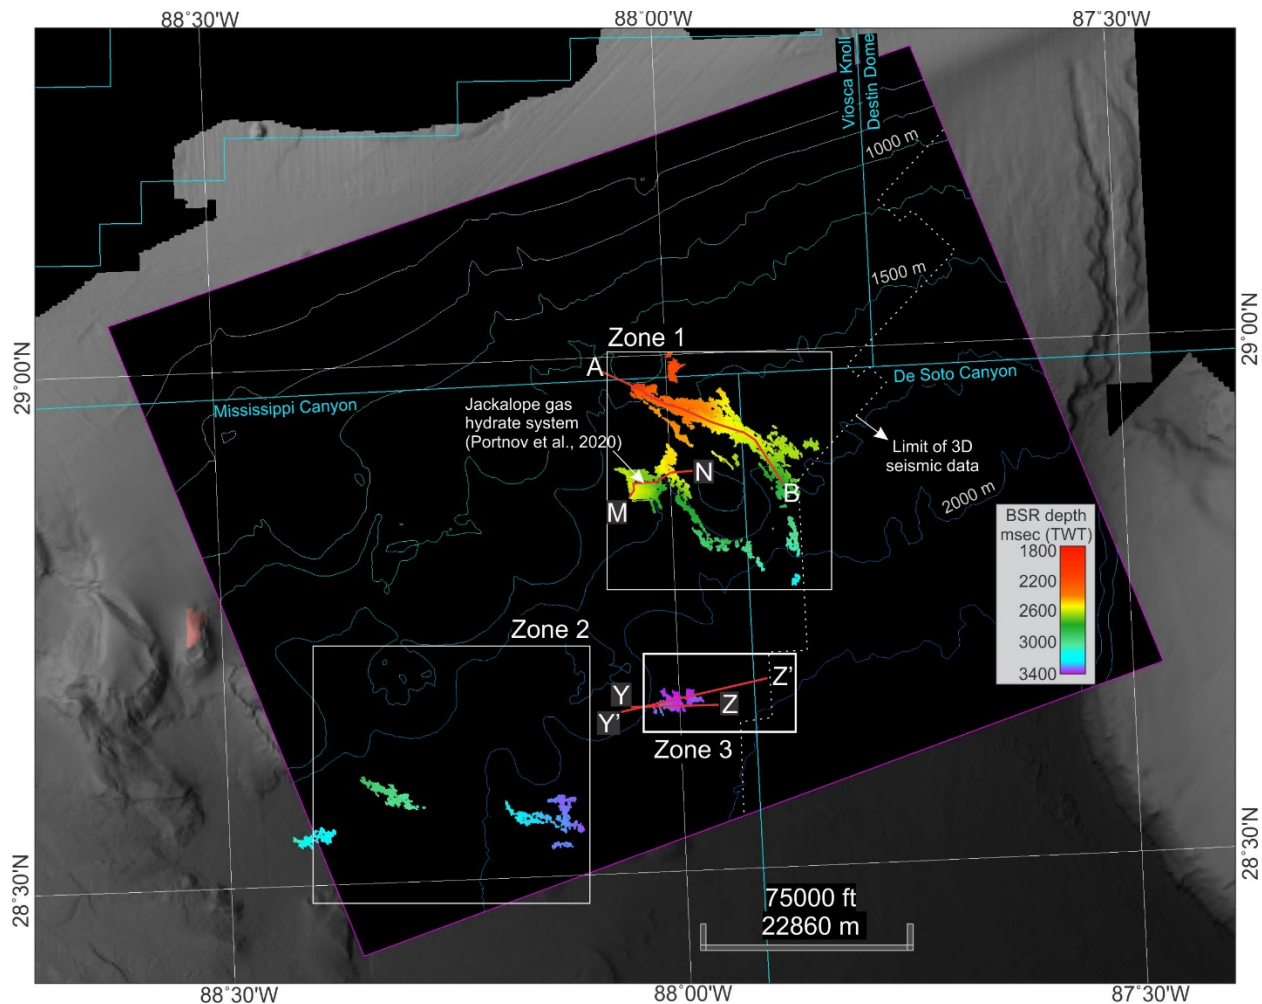 88°30'W
88°00'W
87°30'W
Viosca Knoll
Destin Dome
1000 m
1500 m
29°00'N
29°00'N
Zone 1
A
De Soto Canyon
Mississippi Canyon
Jackalope gas
hydrate system
(Portnov et al., 2020)
Limit of 3D
seismic data
N
B
M
2000 m
BSR depth
msec (TWT)
1800
2200
2600
3000
3400
Zone 2
Z'
Y
Z
Y'
Zone 3
28°30'N
28°30'N
75000 ft
22860 m
88°30'W
88°00'W
87°30'W